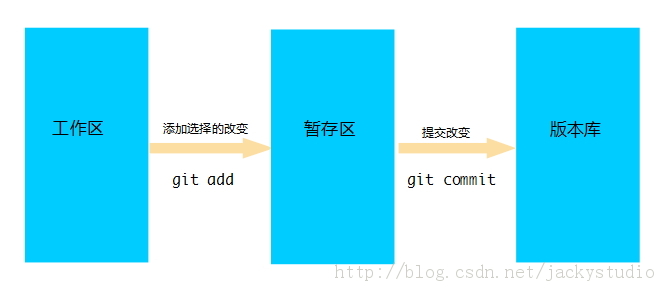 工作区
添加选择的改变
git add
暂存区
提交改变
git commit
版本库
http://blog.csdn.net/jackystudio